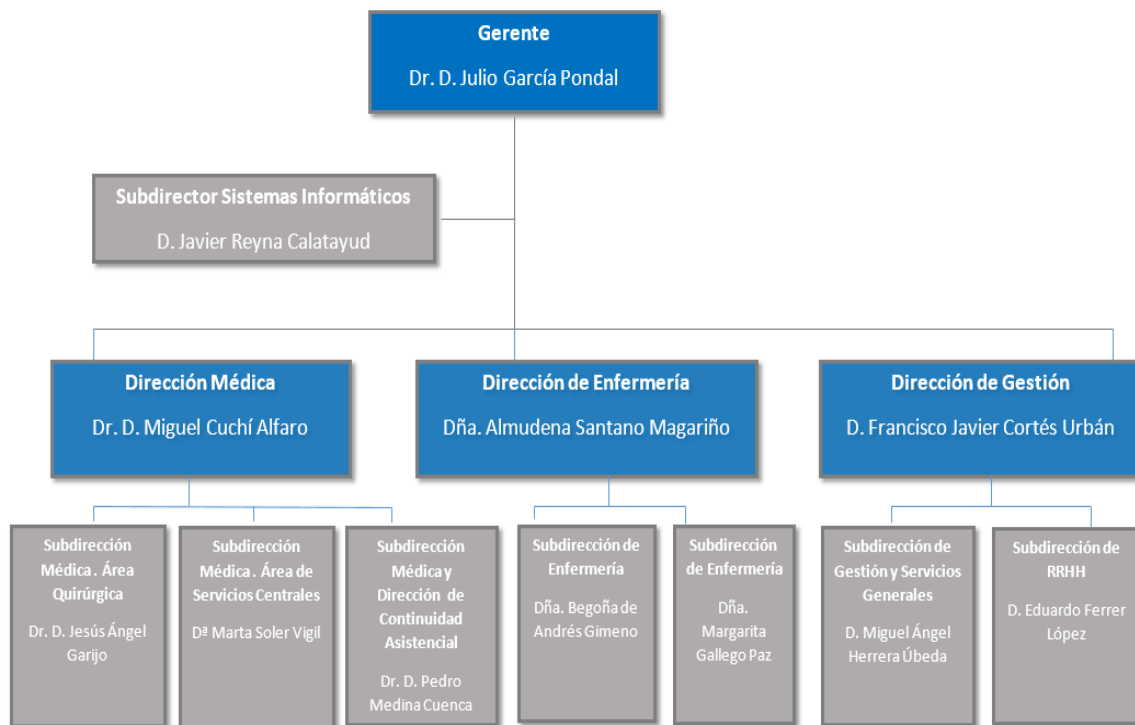 Gerente
Dr. D. Julio García Pondal
Subdirector Sistemas Informáticos
D. Javier Reyna Calatayud
Dirección Médica
Dr. D. Miguel Cuchí Alfaro
Dirección de Enfermería
Dña. Almudena Santano Magariño
Dirección de Gestión
D. Francisco Javier Cortés Urbán
Subdirección
Médica . Área
Quirúrgica
Dr. D. Jesús Ángel
Garijo
Subdirección
Médica. Área de
Servicios Centrales
Dª Marta Soler Vigil
Subdirección
Médica y
Dirección de
Continuidad
Asistencial
Dr. D. Pedro
Medina Cuenca
Subdirección de
Enfermería
Dña. Begoña de
Andrés Gimeno
Subdirección
de Enfermería
Dña.
Margarita
Gallego Paz
Subdirección de
Gestión y Servicios
Generales
D. Miguel Ángel
Herrera Úbeda
Subdirección de
RRHH
D. Eduardo Ferrer
López